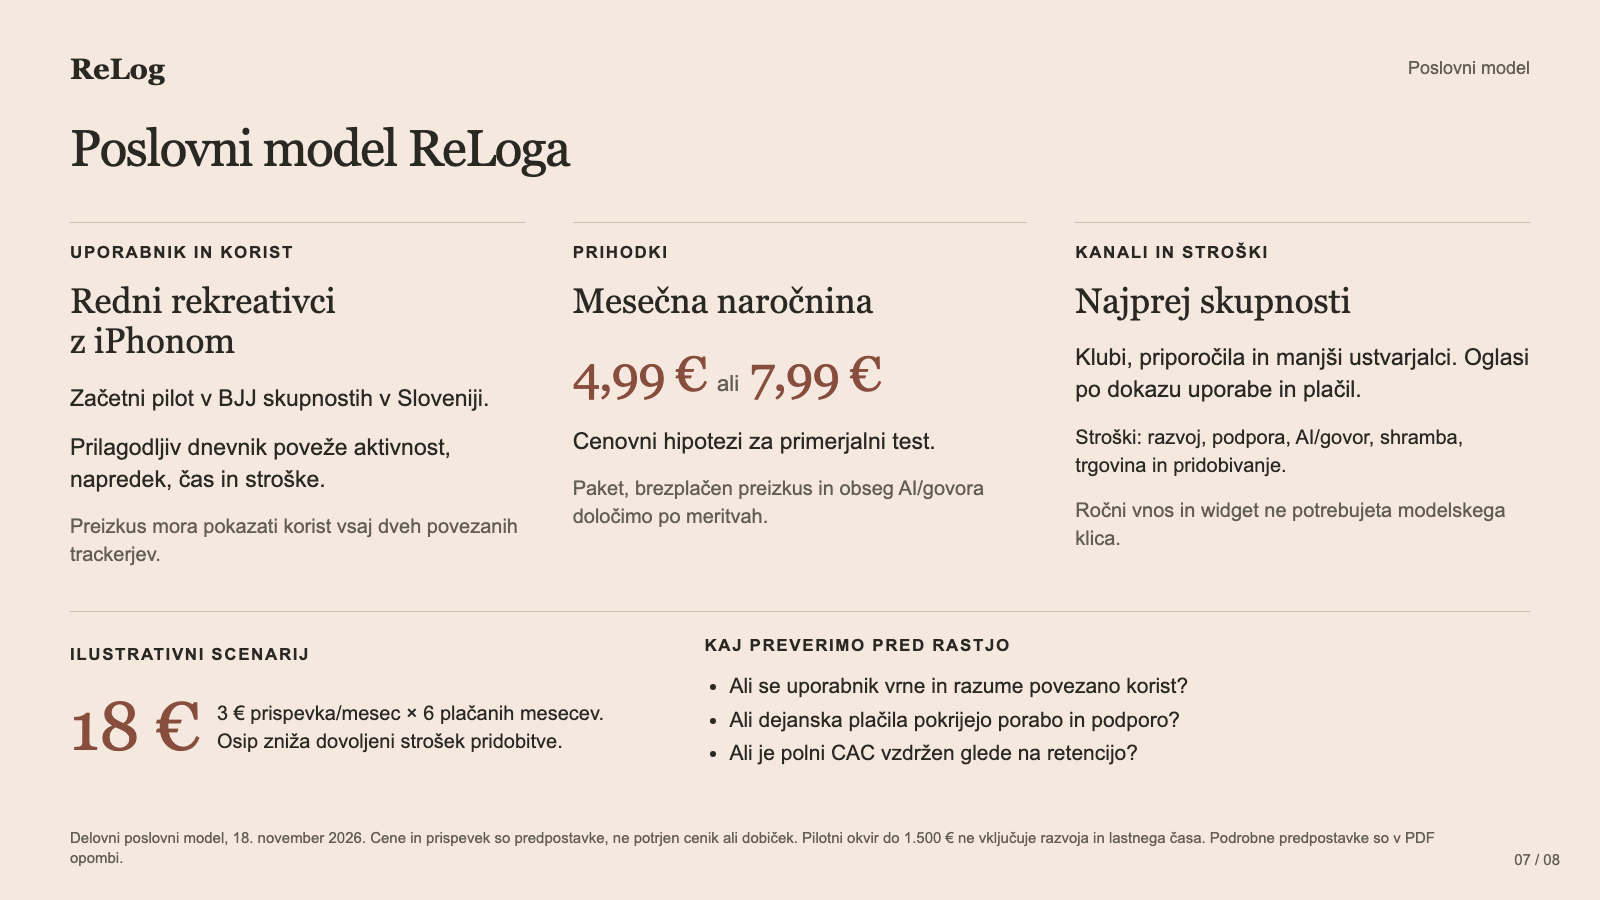 ReLog
Poslovni model
Poslovni model ReLoga
UPORABNIK IN KORIST
Redni rekreativci
z iPhonom
Začetni pilot v BJJ skupnostih v Sloveniji.
Prilagodljiv dnevnik poveže aktivnost,
napredek, čas in stroške.
Preizkus mora pokazati korist vsaj dveh povezanih
trackerjev.
PRIHODKI
Mesečna naročnina
4,99 € ali 7,99 €
Cenovni hipotezi za primerjalni test.
Paket, brezplačen preizkus in obseg AI/govora
določimo po meritvah.
KANALI IN STROŠKI
Najprej skupnosti
Klubi, priporočila in manjši ustvarjalci. Oglasi
po dokazu uporabe in plačil.
Stroški: razvoj, podpora, AI/govor, shramba,
trgovina in pridobivanje.
Ročni vnos in widget ne potrebujeta modelskega
klica.
ILUSTRATIVNI SCENARIJ
18 €
3 € prispevka/mesec × 6 plačanih mesecev.
Osip zniža dovoljeni strošek pridobitve.
KAJ PREVERIMO PRED RASTJO
• Ali se uporabnik vrne in razume povezano korist?
• Ali dejanska plačila pokrijejo porabo in podporo?
• Ali je polni CAC vzdržen glede na retencijo?
Delovni poslovni model, 18. november 2026. Cene in prispevek so predpostavke, ne potrjen cenik ali dobiček. Pilotni okvir do 1.500 € ne vključuje razvoja in lastnega časa. Podrobne predpostavke so v PDF
opombi.
07 / 08